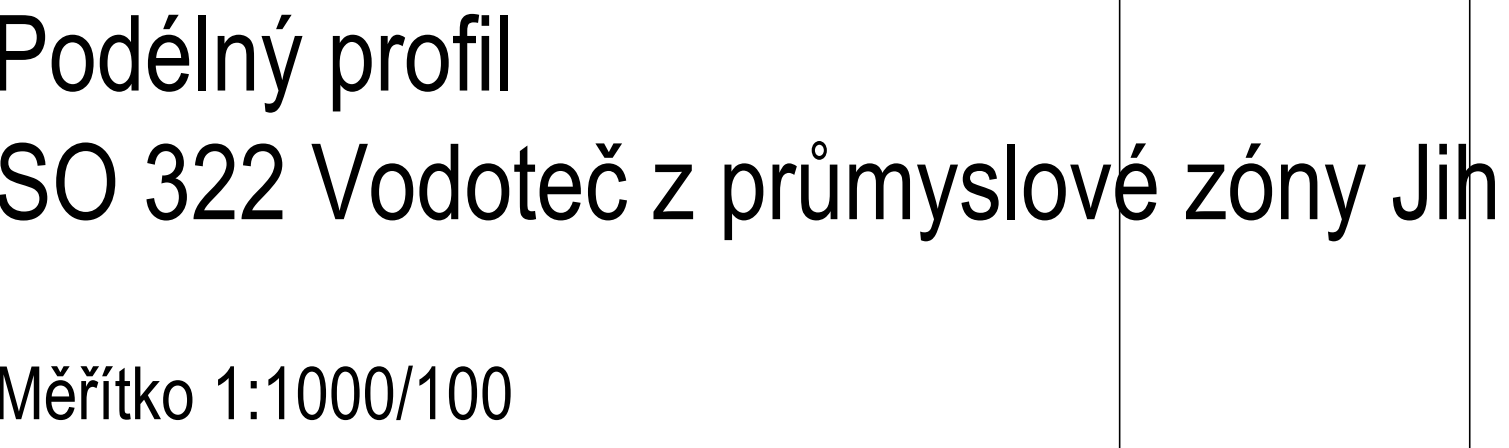 Podélný profil
SO 322 Vodoteč z průmyslové zóny Jih
Měřítko 1:1000/100